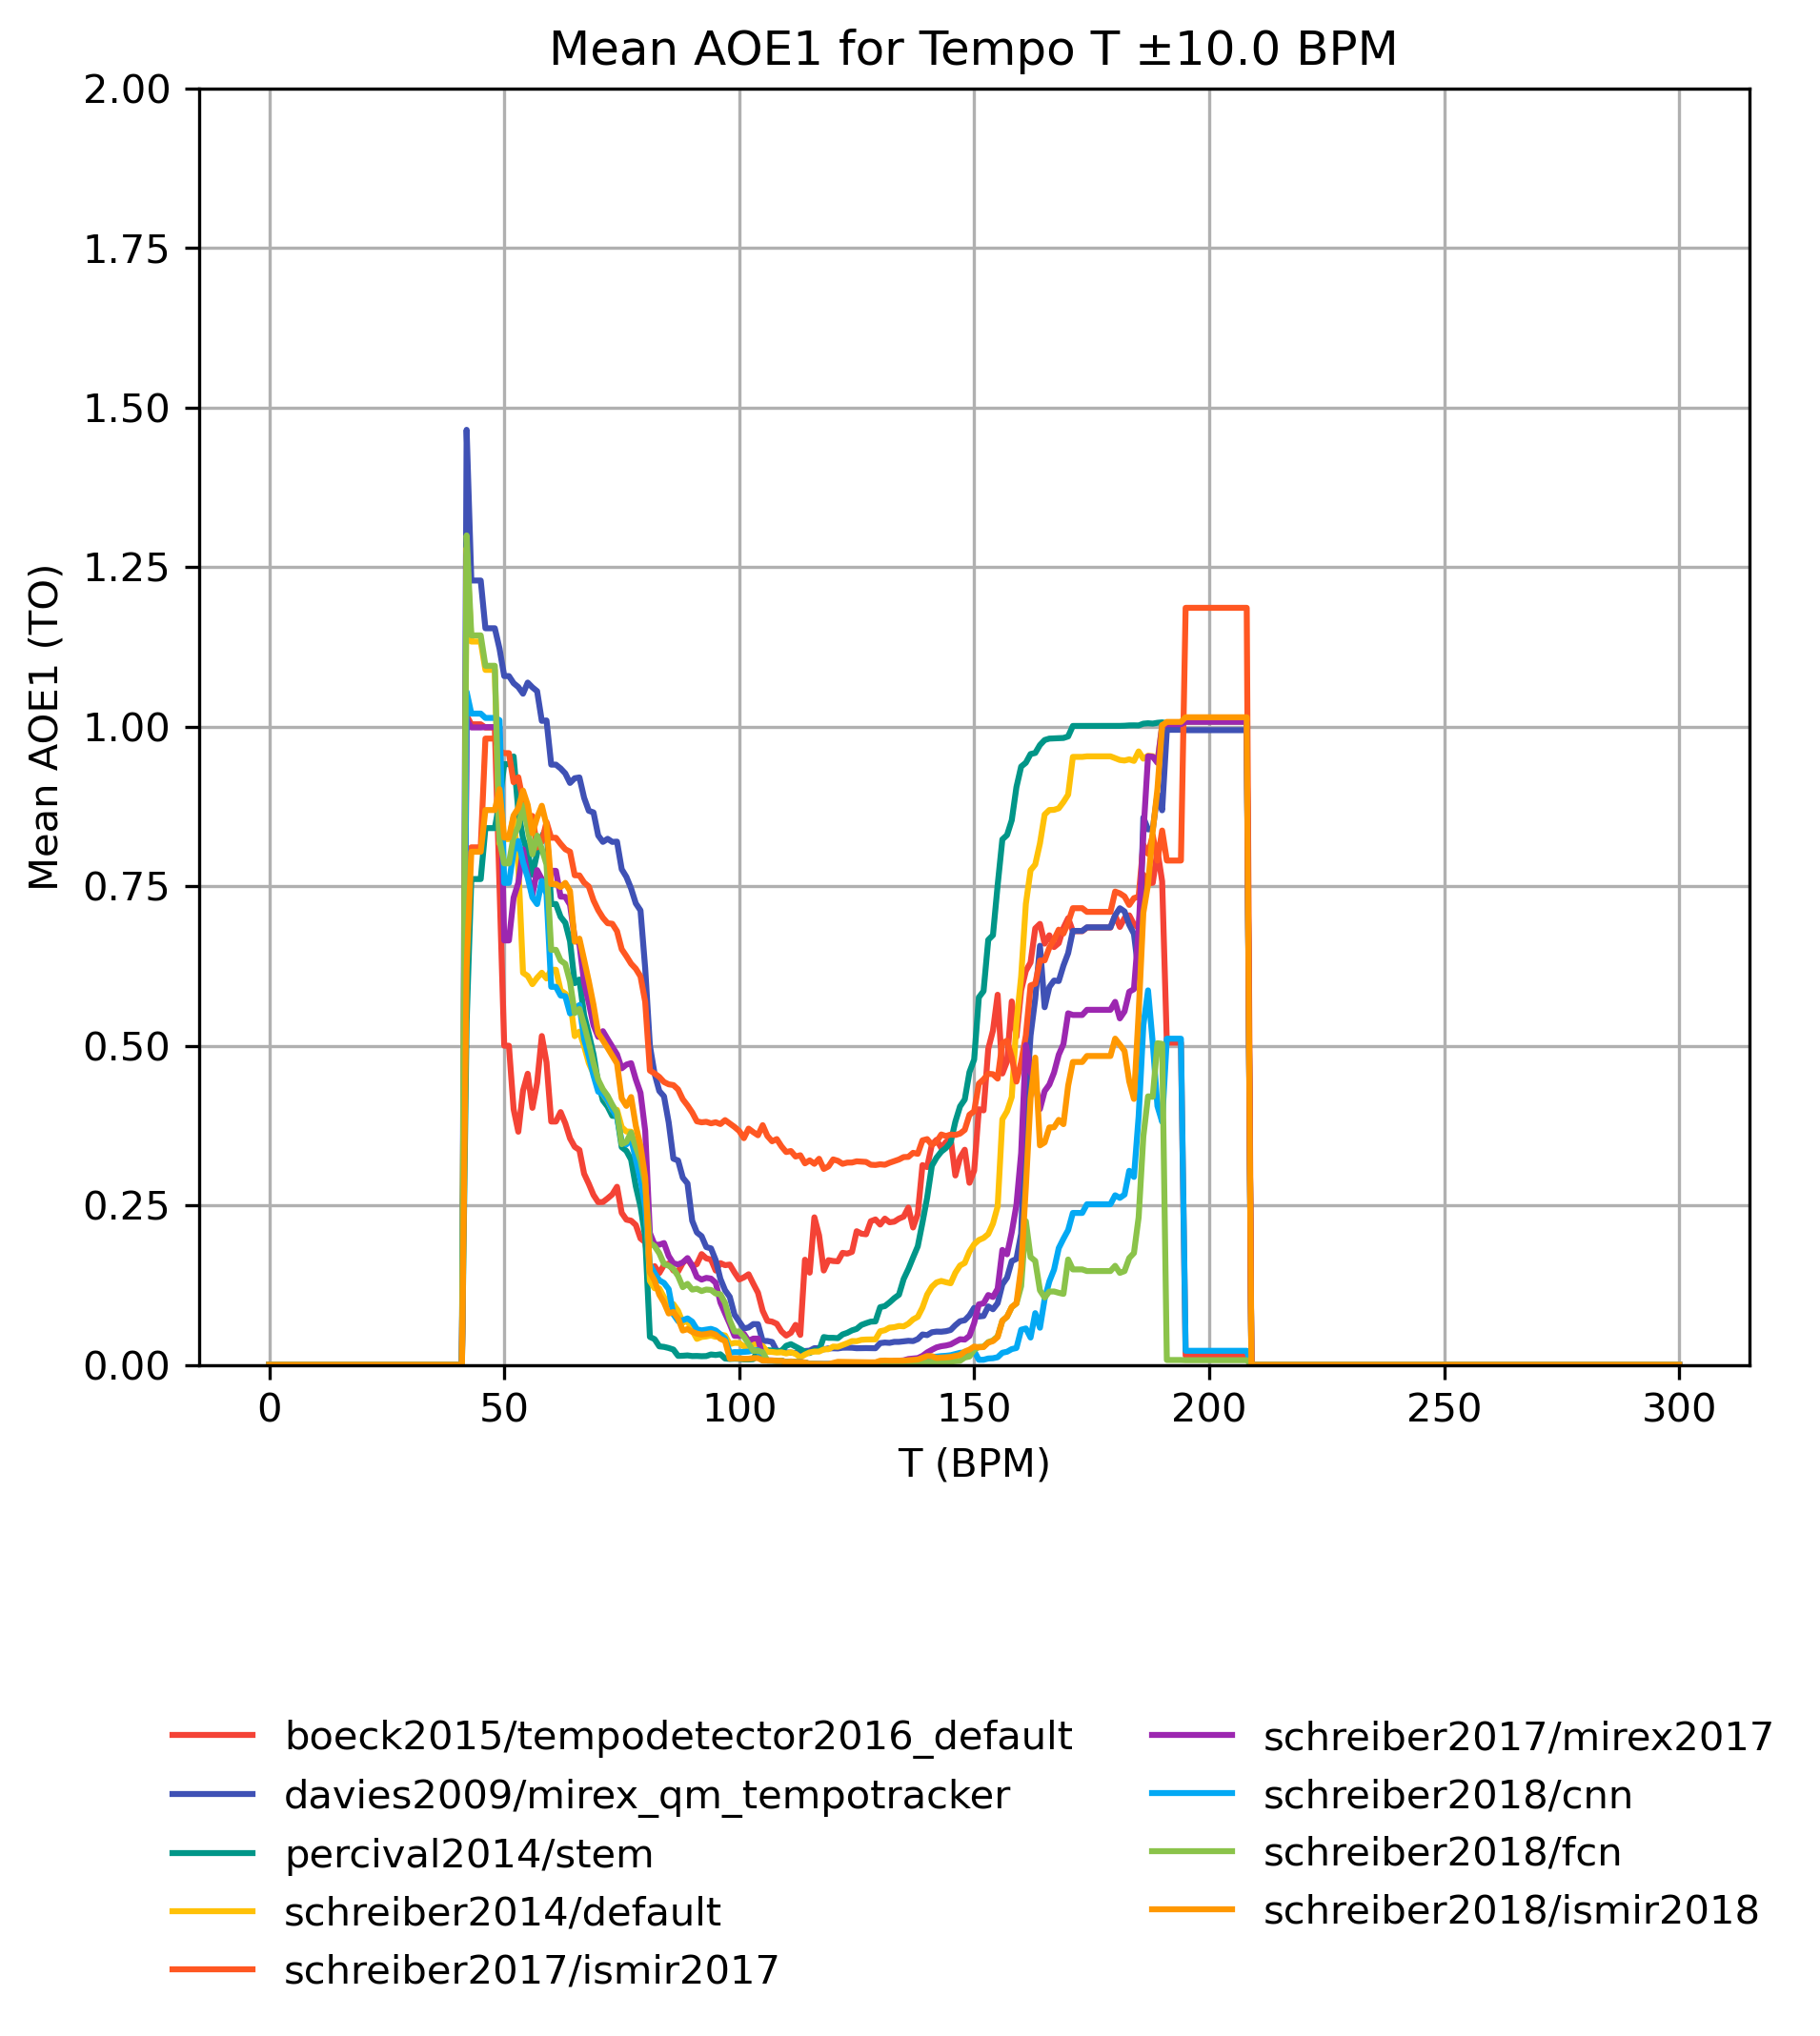 Mean AOE1 for Tempo T ±10.0 BPM
2.00
1.75
1.50
1.25
1.00
0.75
0.50
0.25
0.00
Mean AOE1 (TO)
0 50 100 150 200 250 300
T (BPM)
boeck2015/tempodetector2016_default
davies2009/mirex_qm_tempotracker
percival2014/stem
schreiber2014/default
schreiber2017/ismir2017
schreiber2017/mirex2017
schreiber2018/cnn
schreiber2018/fcn
schreiber2018/ismir2018